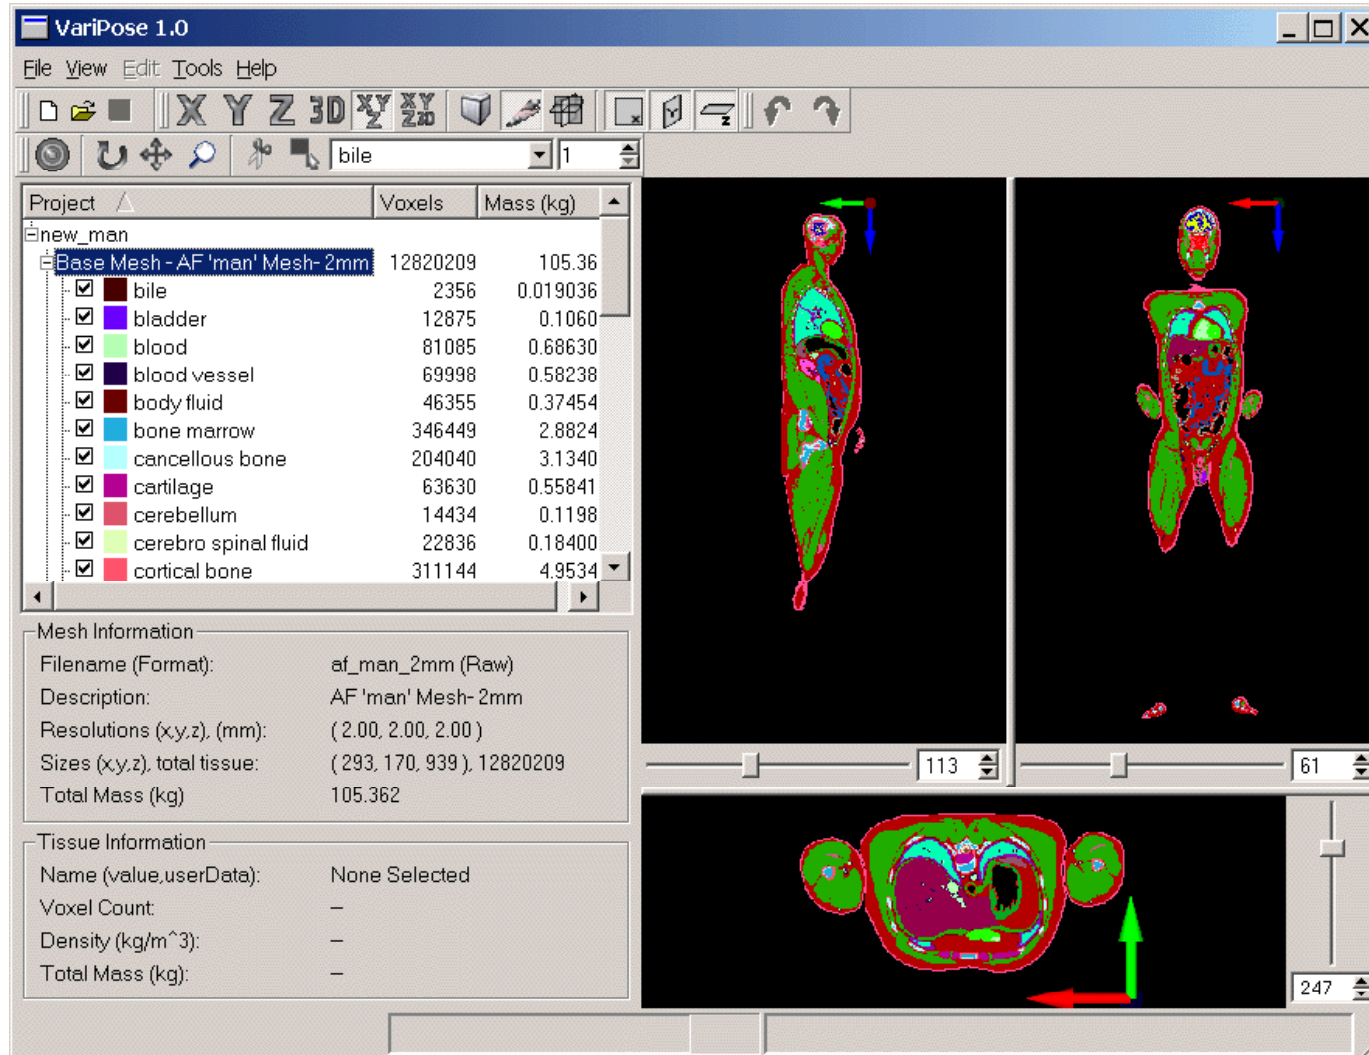 VariPose 1.0
File View Edit Tools Help
X Y Z 3D XYZ XYZ3D x y z
bile 1
Project Voxels Mass (kg)
new_man
Base Mesh - AF 'man' Mesh- 2mm 12820209 105.36
bile 2356 0.019036
bladder 12875 0.1060
blood 81085 0.68630
blood vessel 69998 0.58238
body fluid 46355 0.37454
bone marrow 346449 2.8824
cancellous bone 204040 3.1340
cartilage 63630 0.55841
cerebellum 14434 0.1198
cerebro spinal fluid 22836 0.18400
cortical bone 311144 4.9534
Mesh Information
Filename (Format): af_man_2mm (Raw)
Description: AF 'man' Mesh- 2mm
Resolutions (x,y,z), (mm): ( 2.00, 2.00, 2.00 )
Sizes (x,y,z), total tissue: ( 293, 170, 939 ), 12820209
Total Mass (kg) 105.362
Tissue Information
Name (value,userData): None Selected
Voxel Count: –
Density (kg/m^3): –
Total Mass (kg): –
113
61
247